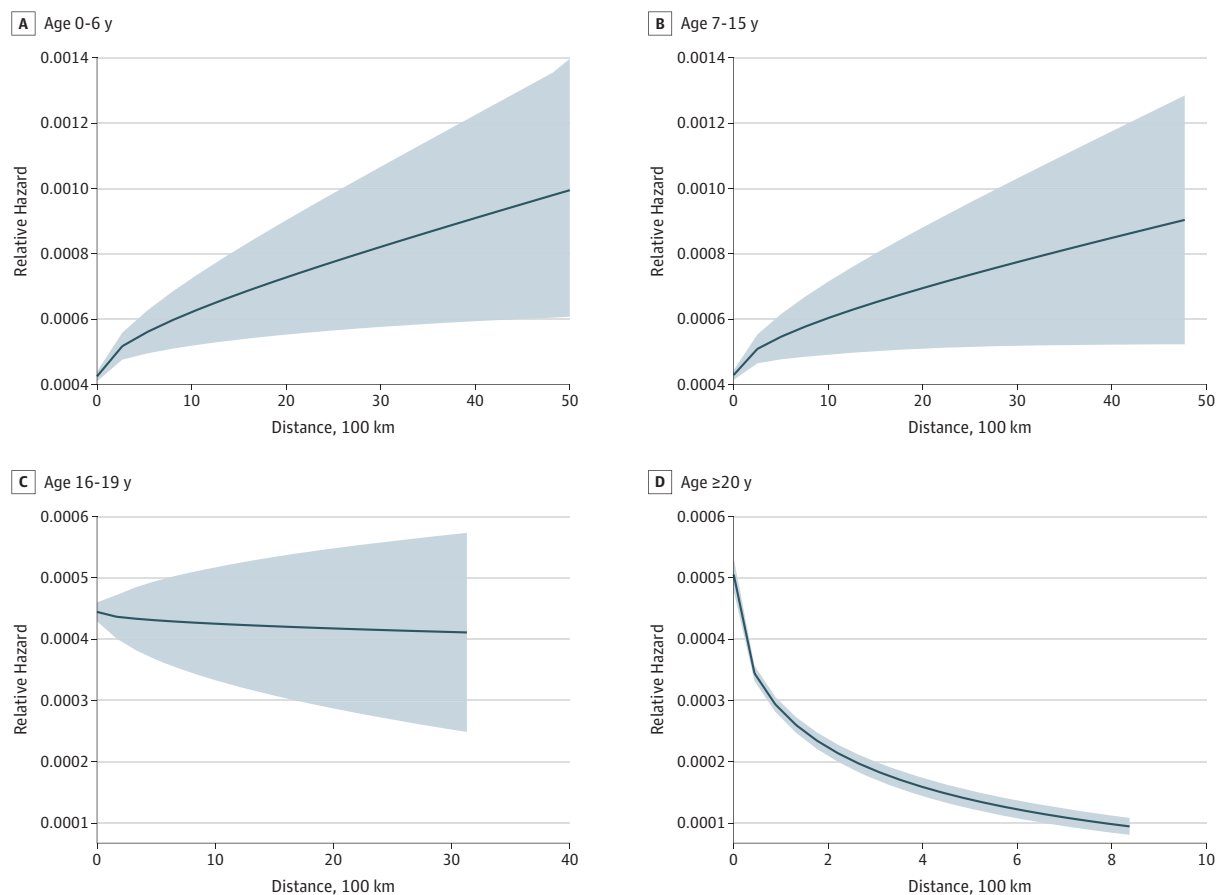 A Age 0-6 y
0.0014
0.0012
0.0010
0.0008
0.0006
0.0004
Relative Hazard
0 10 20 30 40 50
Distance, 100 km
B Age 7-15 y
0.0014
0.0012
0.0010
0.0008
0.0006
0.0004
Relative Hazard
0 10 20 30 40 50
Distance, 100 km
C Age 16-19 y
0.0006
0.0005
0.0004
0.0003
0.0002
0.0001
Relative Hazard
0 10 20 30 40
Distance, 100 km
D Age ≥20 y
0.0006
0.0005
0.0004
0.0003
0.0002
0.0001
Relative Hazard
0 2 4 6 8 10
Distance, 100 km